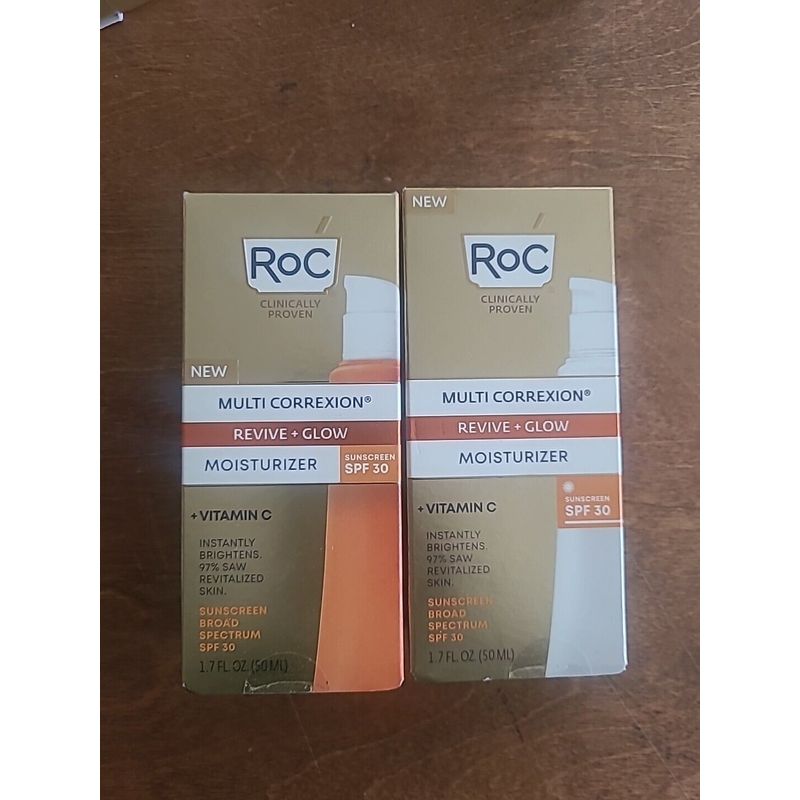 RoC
CLINICALLY
PROVEN
NEW
MULTI CORREXION®
REVIVE + GLOW
MOISTURIZER
SUNSCREEN
SPF 30
+ VITAMIN C
INSTANTLY
BRIGHTENS.
97% SAW
REVITALIZED
SKIN.
SUNSCREEN
BROAD
SPECTRUM
SPF 30
1.7 FL. OZ. (50 ML)
NEW
RoC
CLINICALLY
PROVEN
MULTI CORREXION®
REVIVE + GLOW
MOISTURIZER
SUNSCREEN
SPF 30
+ VITAMIN C
INSTANTLY
BRIGHTENS.
97% SAW
REVITALIZED
SKIN.
SUNSCREEN
BROAD
SPECTRUM
SPF 30
1.7 FL. OZ. (50 ML)